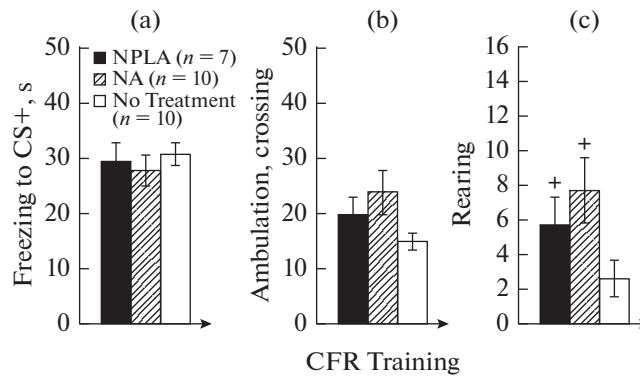 (a)
Freezing to CS+, s
50
40
30
20
10
0
NPLA (n = 7)
NA (n = 10)
No Treatment
(n = 10)
(b)
Ambulation, crossing
50
40
30
20
10
0
(c)
Rearing
16
14
12
10
8
6
4
2
0
+
+
CFR Training